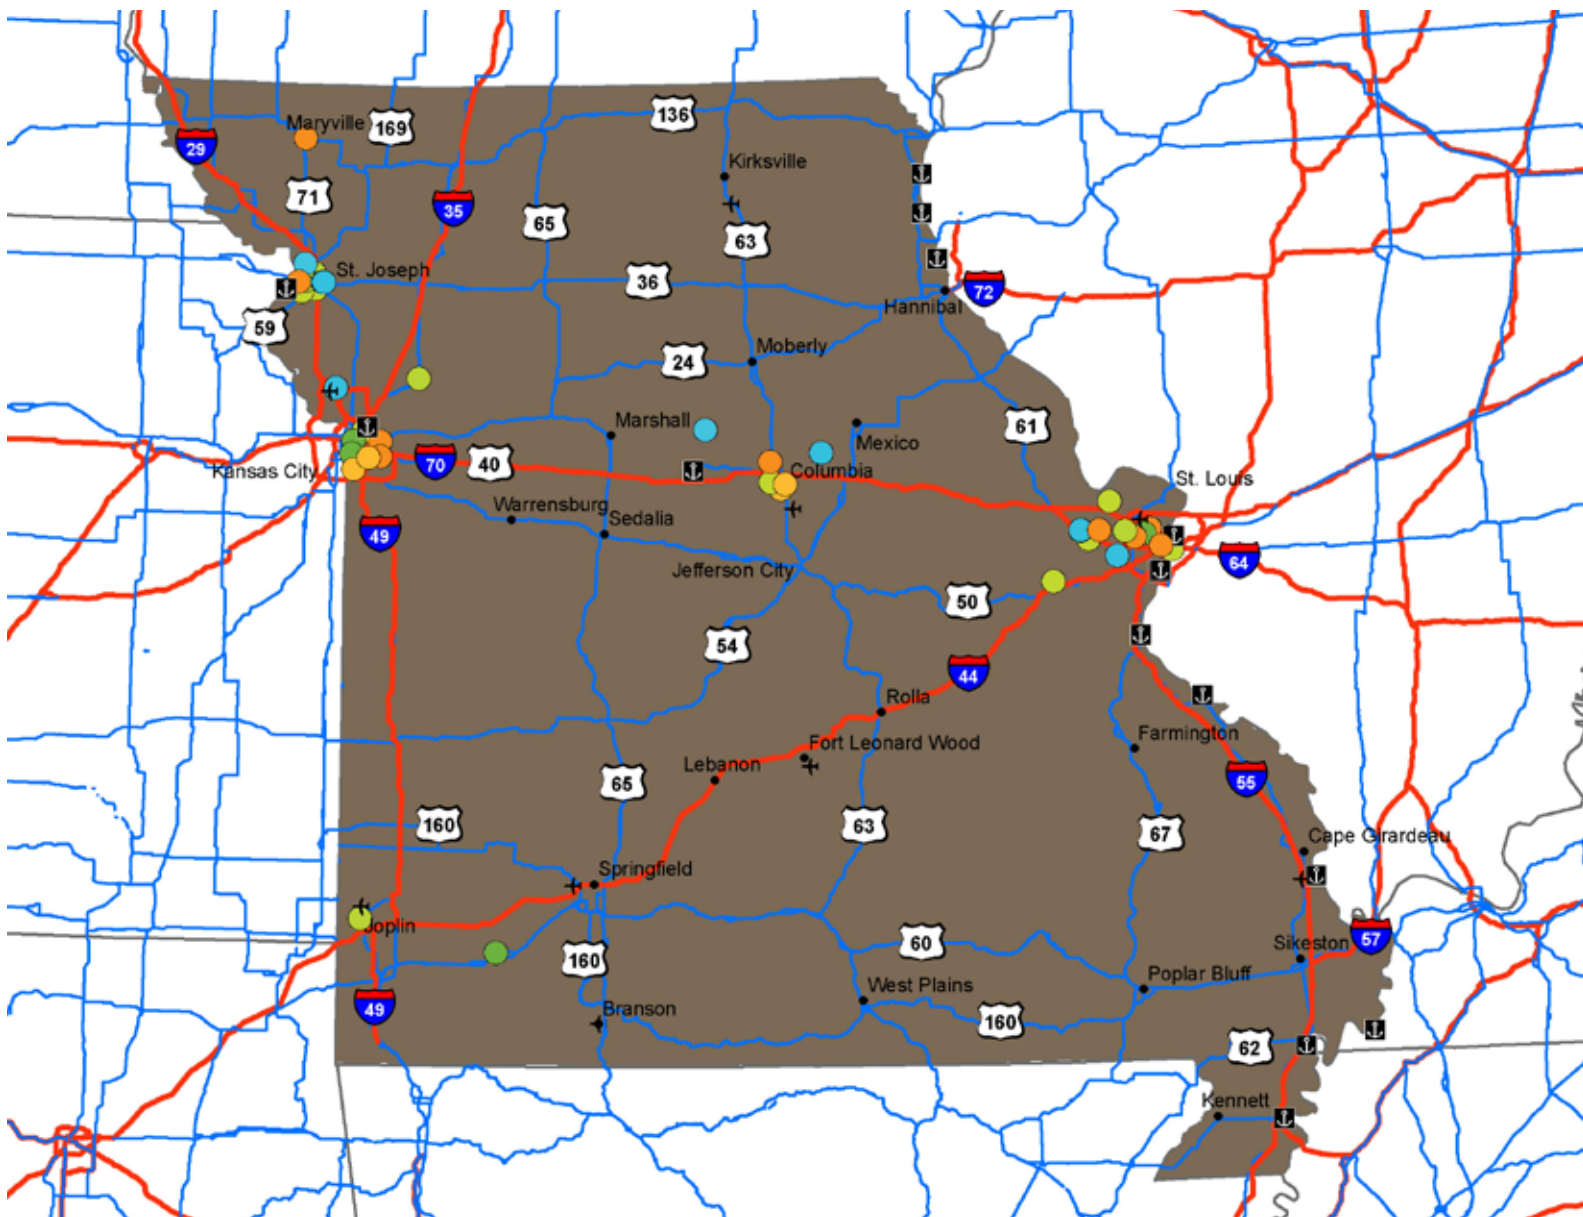 136
Maryville
169
29
Kirksville
71
35
65
63
St. Joseph
36
72
Hannibal
59
Moberly
24
Marshall
61
Mexico
Kansas City
70
40
Columbia
St. Louis
Warrensburg
Sedalia
49
64
Jefferson City
50
54
44
Rolla
Farmington
Fort Leonard Wood
Lebanon
65
55
160
63
67
Cape Girardeau
Springfield
Joplin
60
57
Sikeston
160
Poplar Bluff
West Plains
49
Branson
160
62
Kennett